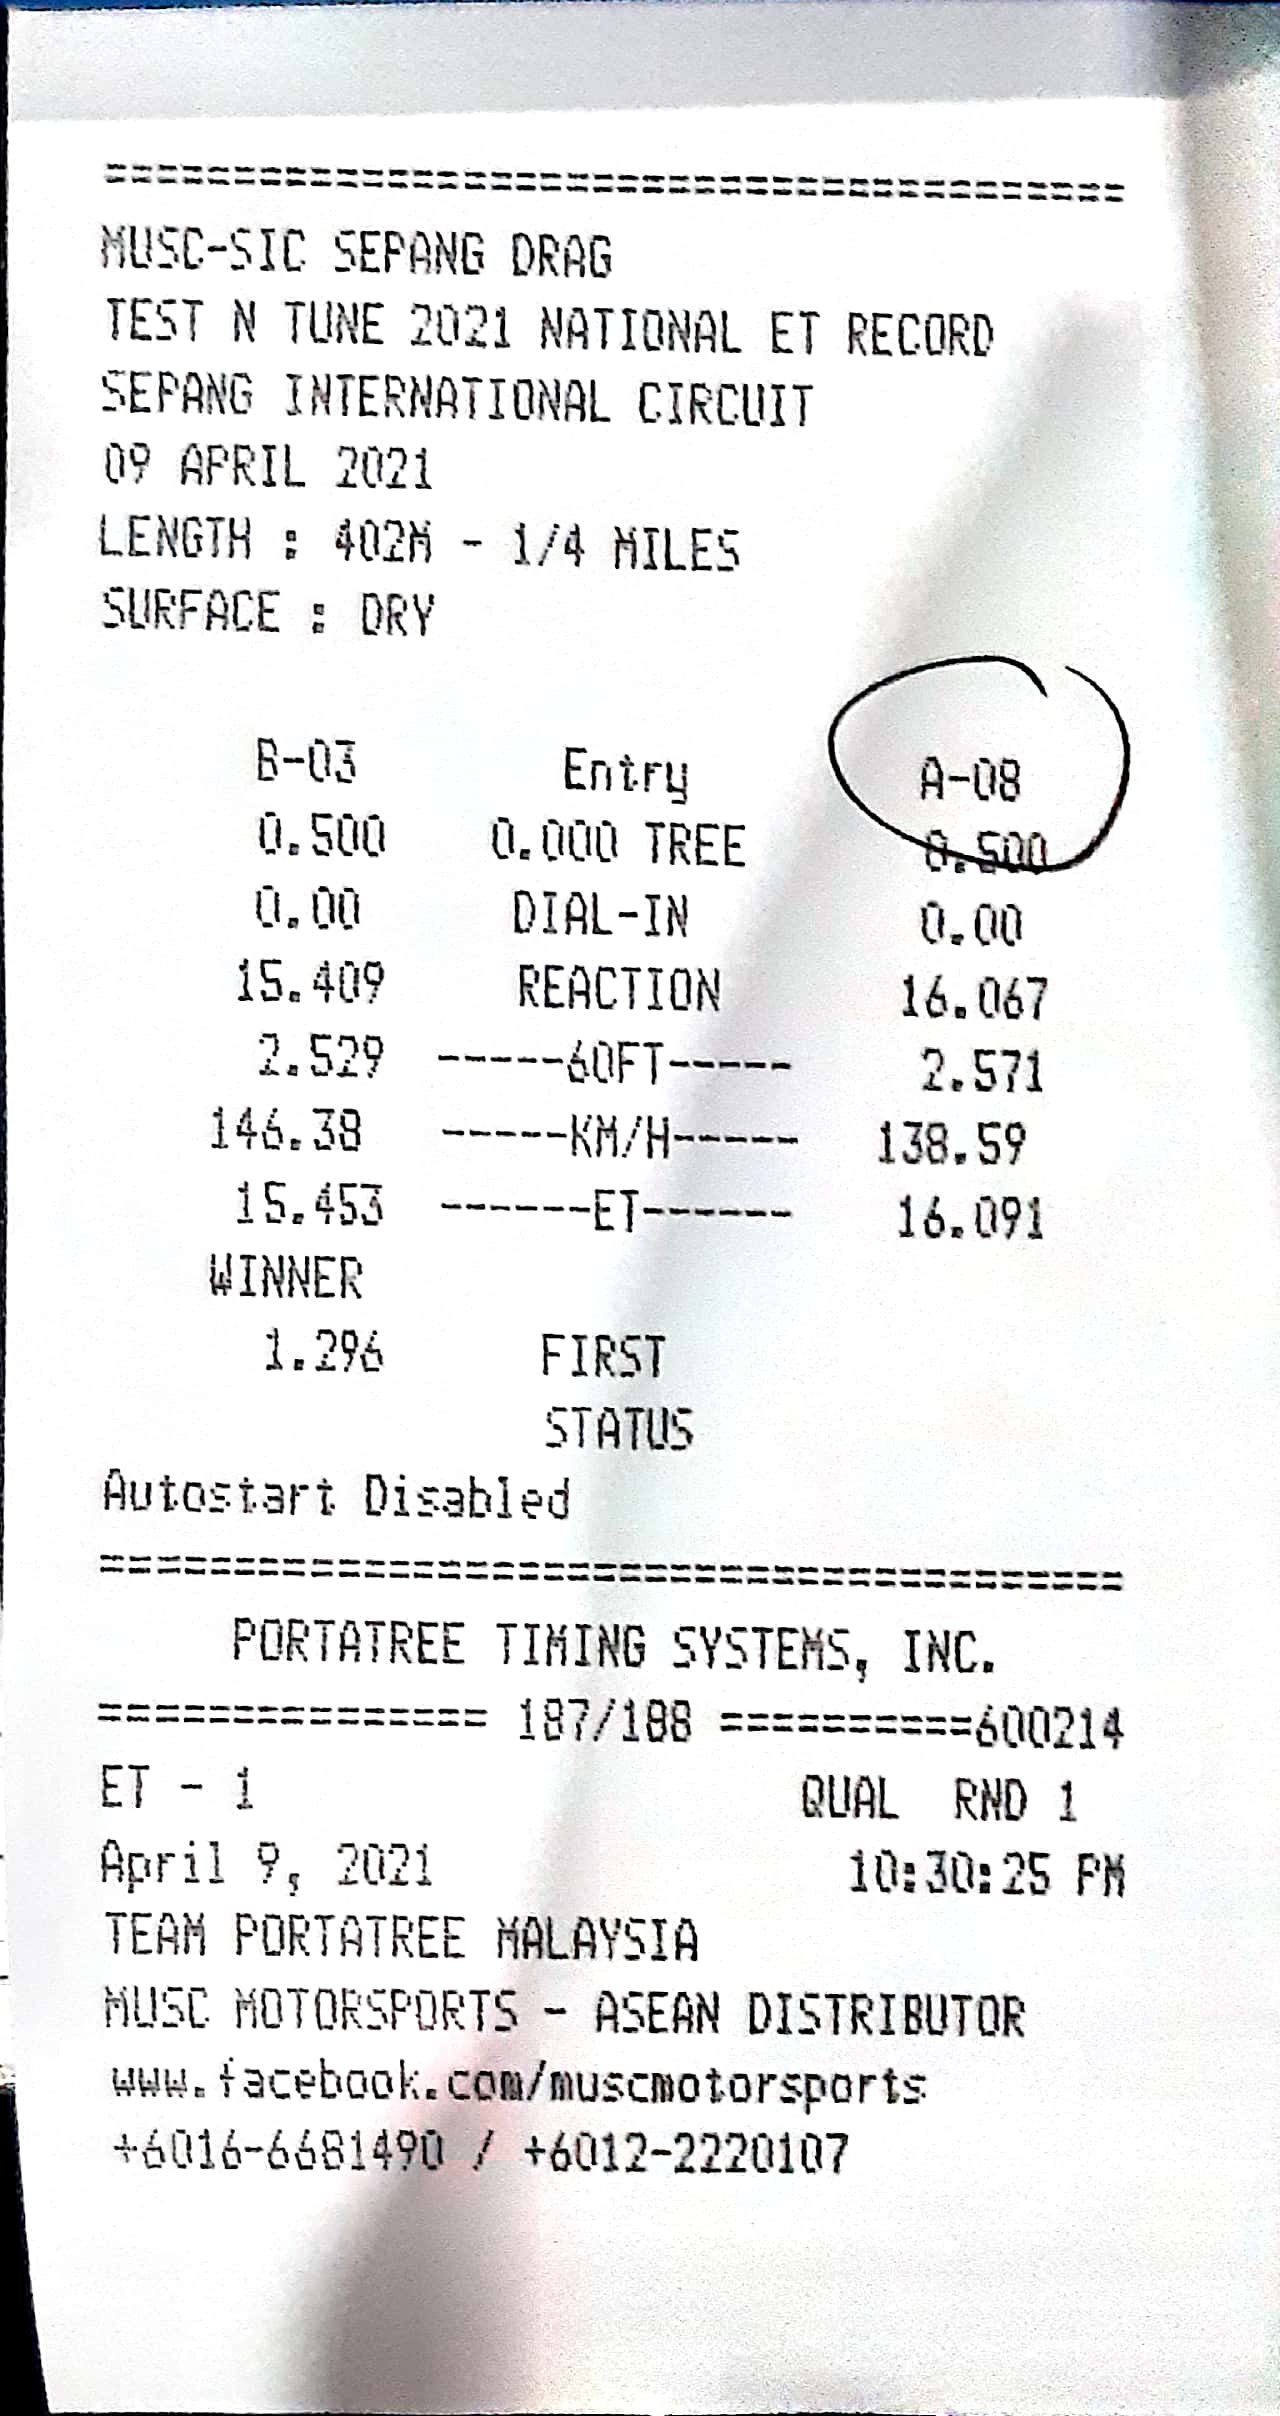 ========================================
MUSC-SIC SEPANG DRAG
TEST N TUNE 2021 NATIONAL ET RECORD
SEPANG INTERNATIONAL CIRCUIT
09 APRIL 2021
LENGTH : 402M - 1/4 MILES
SURFACE : DRY
B-03 Entry A-08
0.500 0.000 TREE 0.500
0.00 DIAL-IN 0.00
15.409 REACTION 16.067
2.529 -----60FT----- 2.571
146.38 -----KM/H----- 138.59
15.453 ------ET------ 16.091
WINNER
1.296 FIRST
STATUS
Autostart Disabled
========================================
PORTATREE TIMING SYSTEMS, INC.
=============== 187/188 ==========600214
ET - 1 QUAL RND 1
April 9, 2021 10:30:25 PM
TEAM PORTATREE MALAYSIA
MUSC MOTORSPORTS - ASEAN DISTRIBUTOR
www.facebook.com/muscmotorsports
+6016-6681490 / +6012-2220107